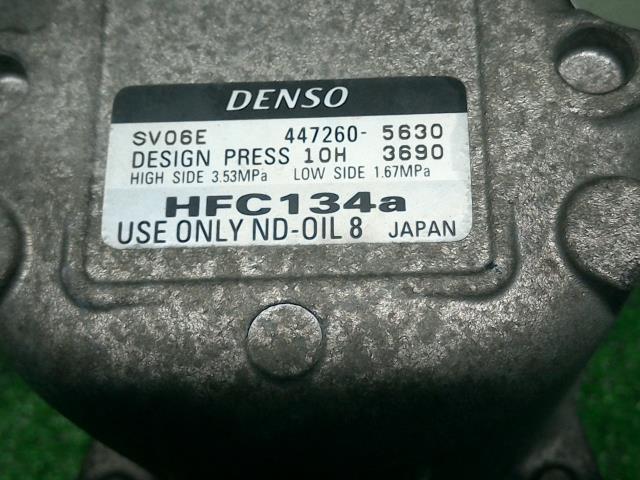 DENSO
SV06E 447260-5630
DESIGN PRESS 10H 3690
HIGH SIDE 3.53MPa LOW SIDE 1.67MPa
HFC134a
USE ONLY ND-OIL 8 JAPAN